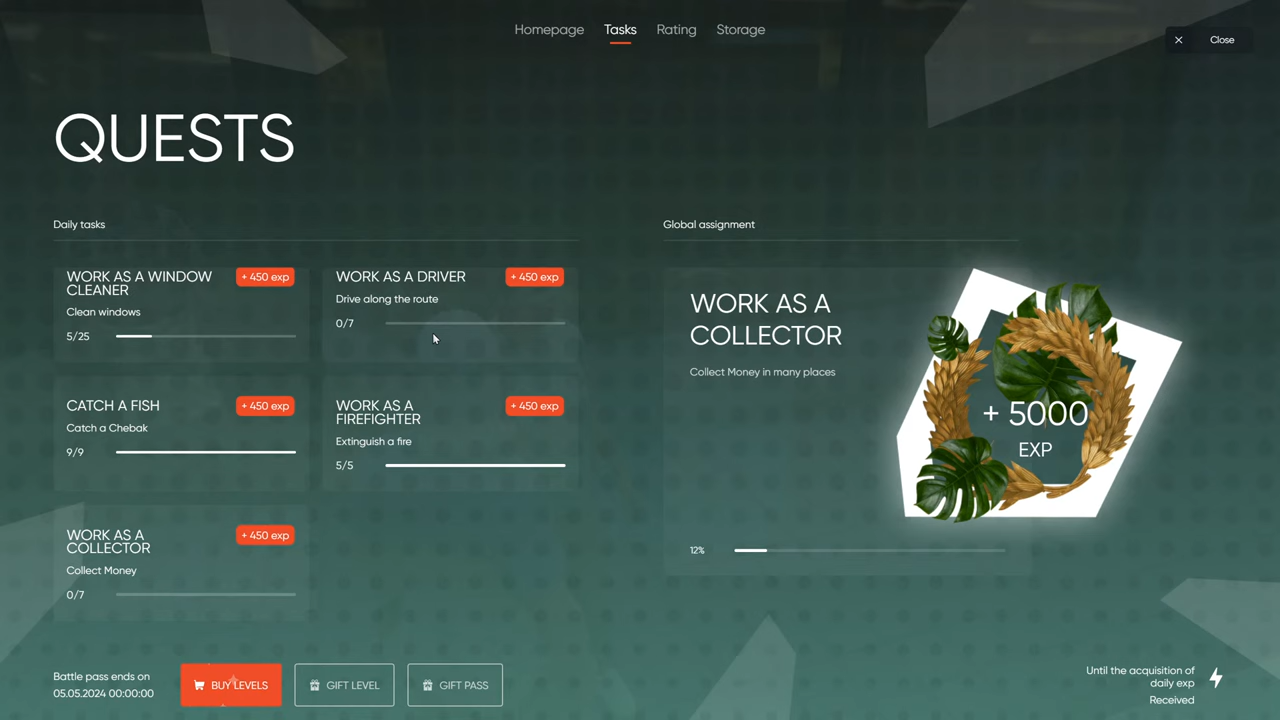 Homepage
Tasks
Rating
Storage
Close
QUESTS
Daily tasks
WORK AS A WINDOW
CLEANER
+ 450 exp
Clean windows
5/25
WORK AS A DRIVER
+ 450 exp
Drive along the route
0/7
CATCH A FISH
+ 450 exp
Catch a Chebak
9/9
WORK AS A
FIREFIGHTER
+ 450 exp
Extinguish a fire
5/5
WORK AS A
COLLECTOR
+ 450 exp
Collect Money
0/7
Global assignment
WORK AS A
COLLECTOR
Collect Money in many places
+ 5000
EXP
12%
Battle pass ends on
05.05.2024 00:00:00
BUY LEVELS
GIFT LEVEL
GIFT PASS
Until the acquisition of
daily exp
Received